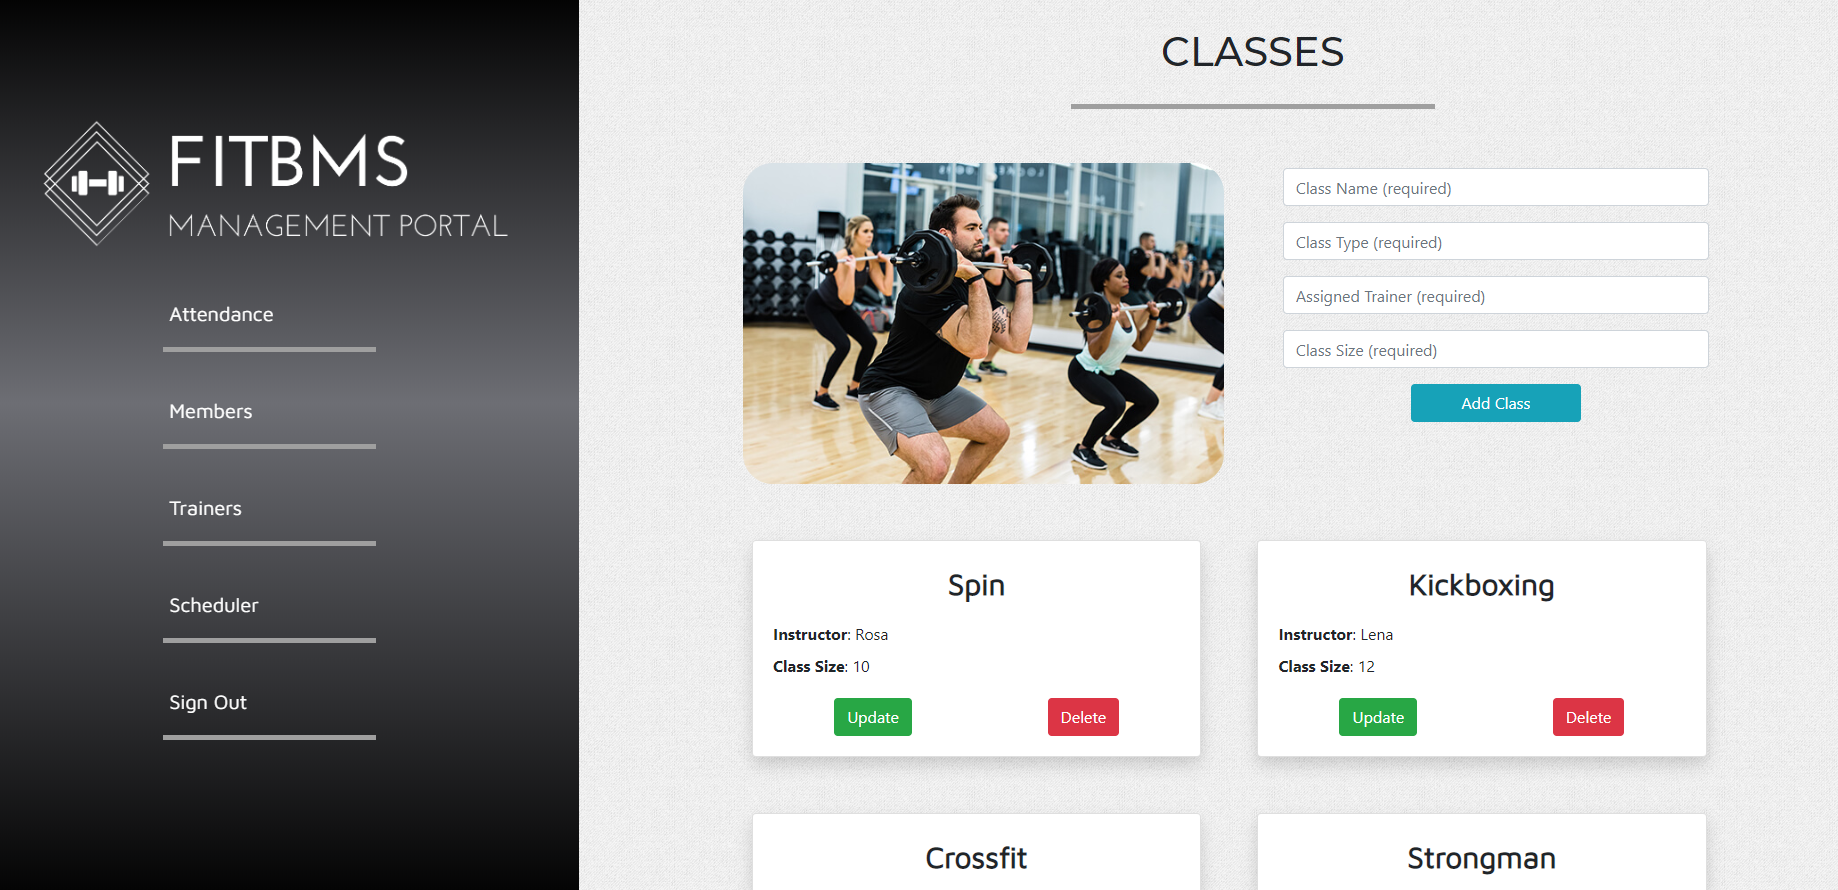 FITBMS
MANAGEMENT PORTAL
Attendance
Members
Trainers
Scheduler
Sign Out
CLASSES
Class Name (required)
Class Type (required)
Assigned Trainer (required)
Class Size (required)
Add Class
Spin
Instructor: Rosa
Class Size: 10
Update Delete
Kickboxing
Instructor: Lena
Class Size: 12
Update Delete
Crossfit
Strongman